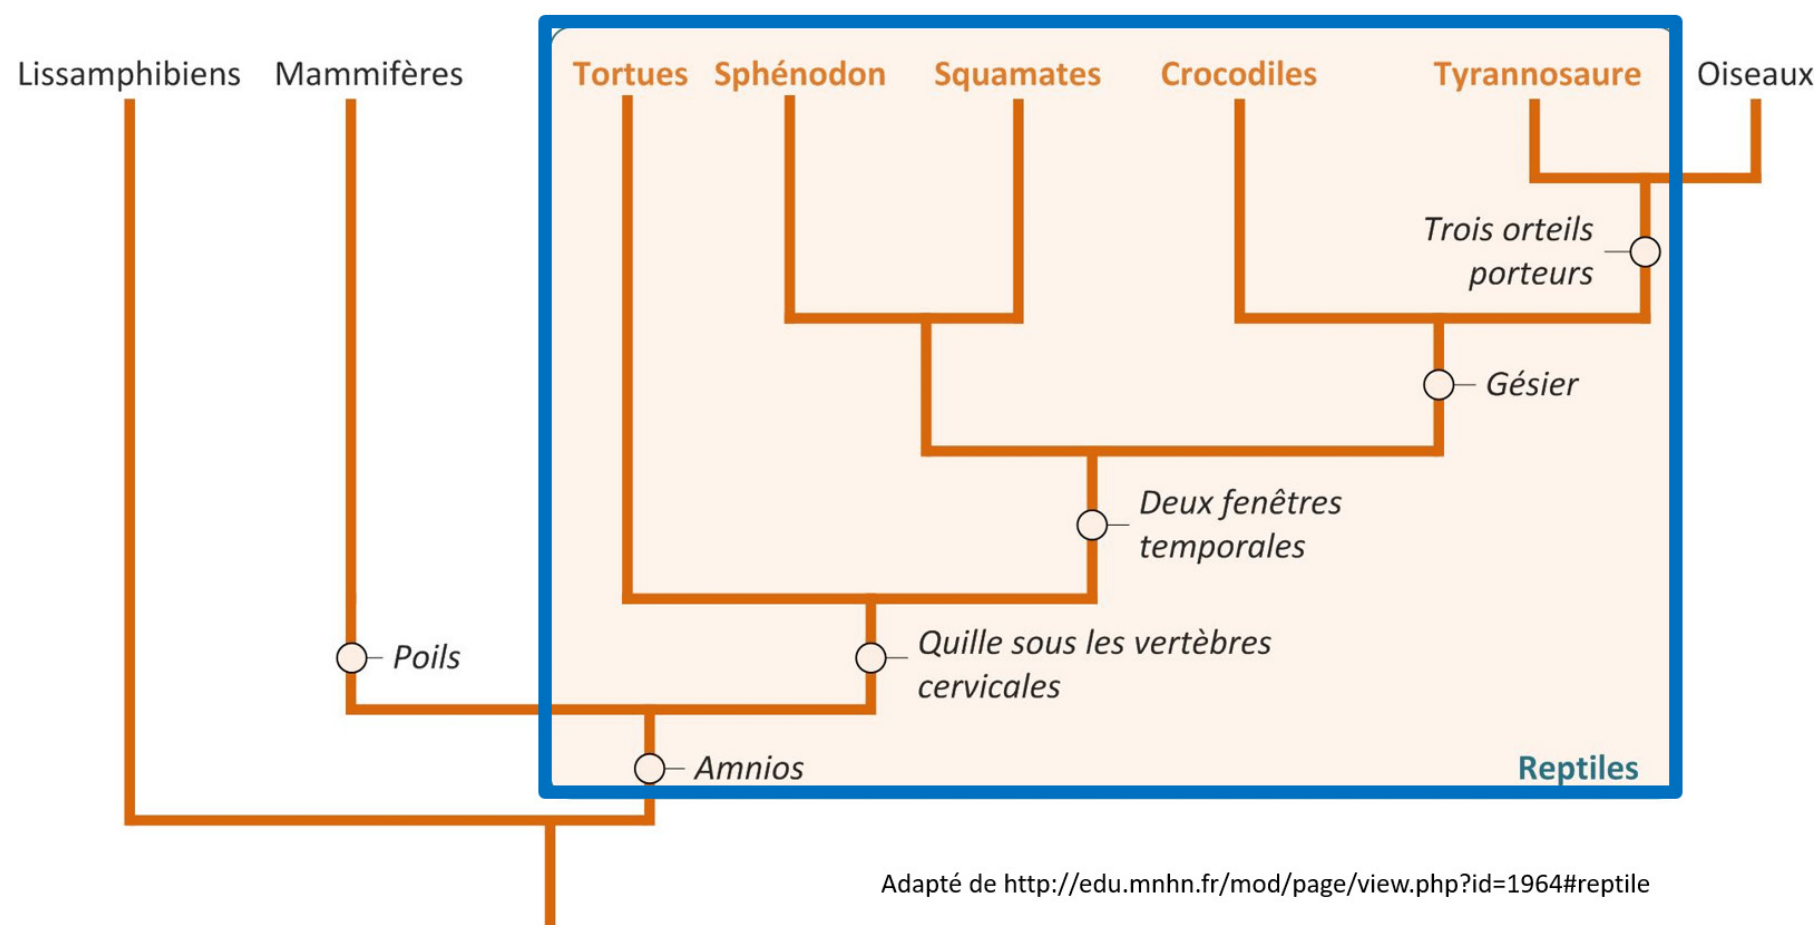 Lissamphibiens
Mammifères
Tortues
Sphénodon
Squamates
Crocodiles
Tyrannosaure
Oiseaux
Trois orteils
porteurs
Gésier
Deux fenêtres
temporales
Quille sous les vertèbres
cervicales
Poils
Amnios
Reptiles
Adapté de http://edu.mnhn.fr/mod/page/view.php?id=1964#reptile